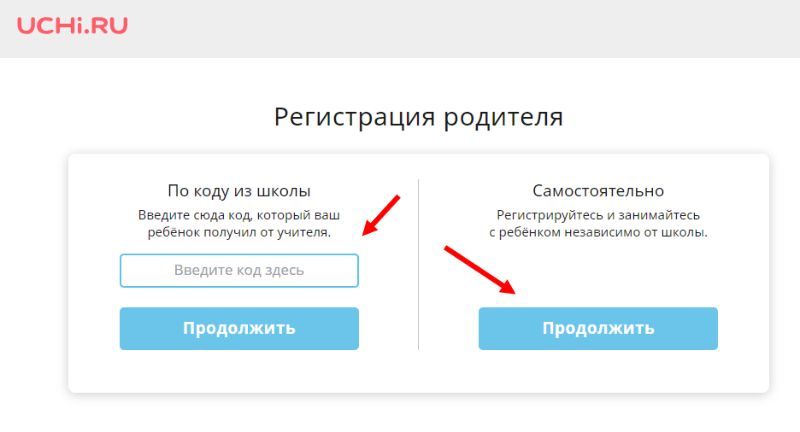 UCHi.RU
Регистрация родителя
По коду из школы
Введите сюда код, который ваш
ребёнок получил от учителя.
Введите код здесь
Продолжить
Самостоятельно
Регистрируйтесь и занимайтесь
с ребёнком независимо от школы.
Продолжить